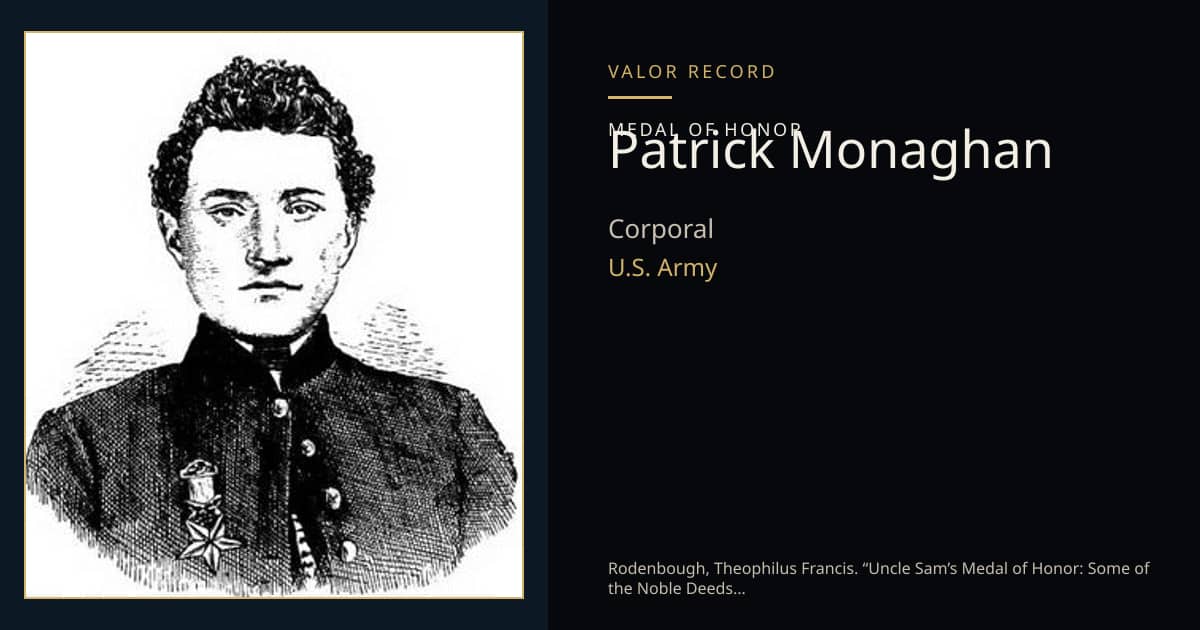 VALOR RECORD
MEDAL OF HONOR
Patrick Monaghan
Corporal
U.S. Army
Rodenbough, Theophilus Francis. “Uncle Sam’s Medal of Honor: Some of
the Noble Deeds...